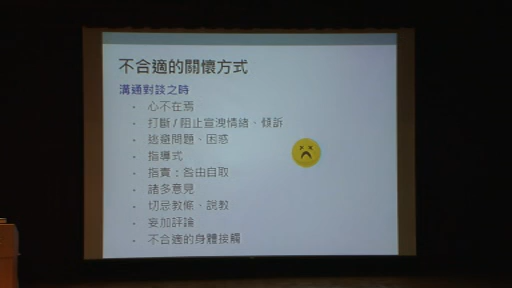 不合適的關懷方式
溝通對談之時
心不在焉
打斷 / 阻止宣洩情緒、傾訴
逃避問題、困惑
指導式
指責：咎由自取
諸多意見
切忌教條、說教
妄加評論
不合適的身體接觸